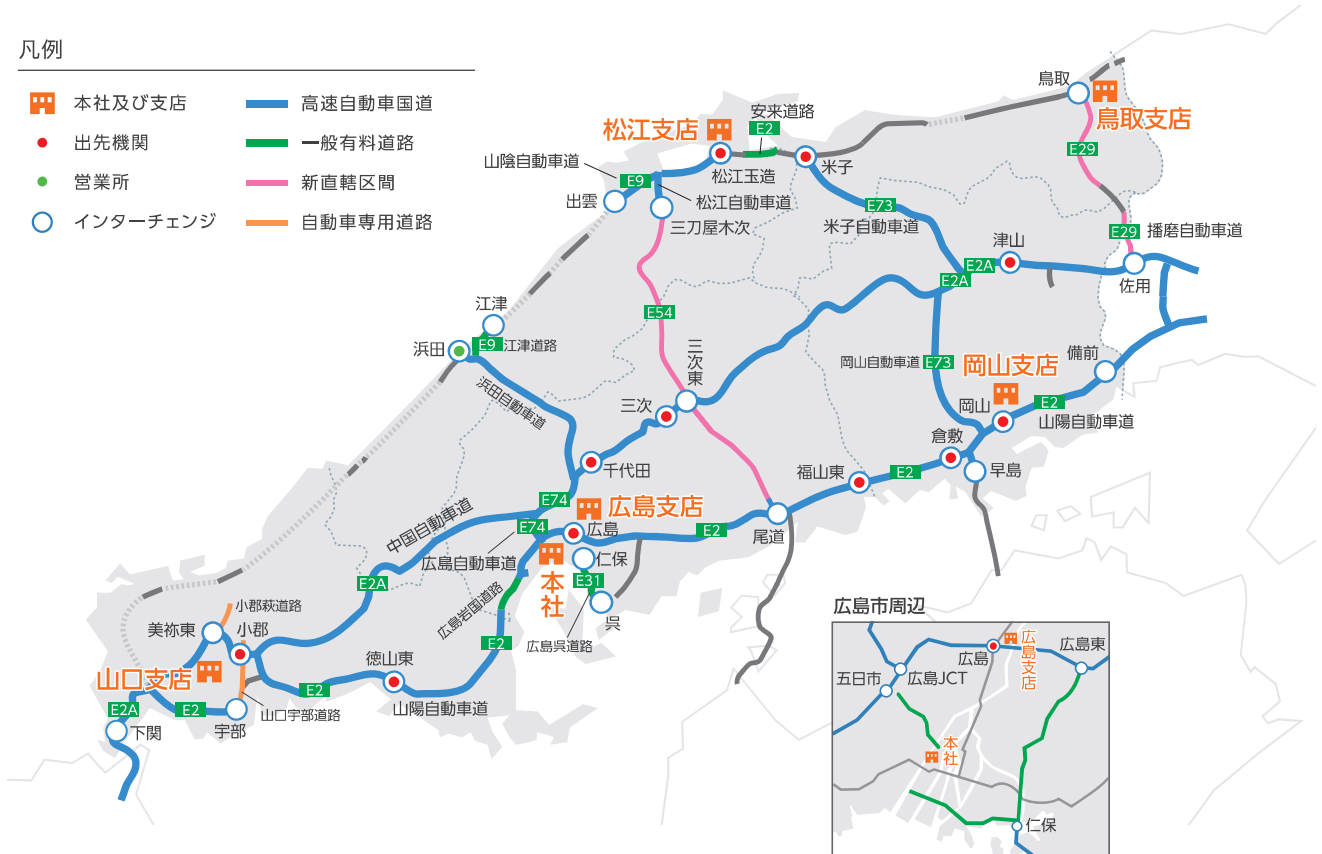 凡例
本社及び支店
高速自動車国道
出先機関
一般有料道路
営業所
新直轄区間
インターチェンジ
自動車専用道路
鳥取
鳥取支店
安来道路
E2
松江支店
山陰自動車道
E9
松江玉造
米子
E29
出雲
松江自動車道
三刀屋木次
E73
米子自動車道
E29
播磨自動車道
津山
E2A
E2A
佐用
江津
E54
浜田
E9
江津道路
三次東
岡山自動車道
E73
岡山支店
備前
浜田自動車道
三次
岡山
E2
山陽自動車道
倉敷
千代田
福山東
E2
早島
E74
広島支店
中国自動車道
E74
広島
E2
尾道
広島自動車道
仁保
本社
E2A
E31
呉
広島岩国道路
小郡萩道路
美祢東
小郡
E2
広島呉道路
徳山東
山口支店
E2
山陽自動車道
E2A
E2
山口宇部道路
下関
宇部
広島市周辺
広島
広島支店
広島東
五日市
広島JCT
本社
仁保